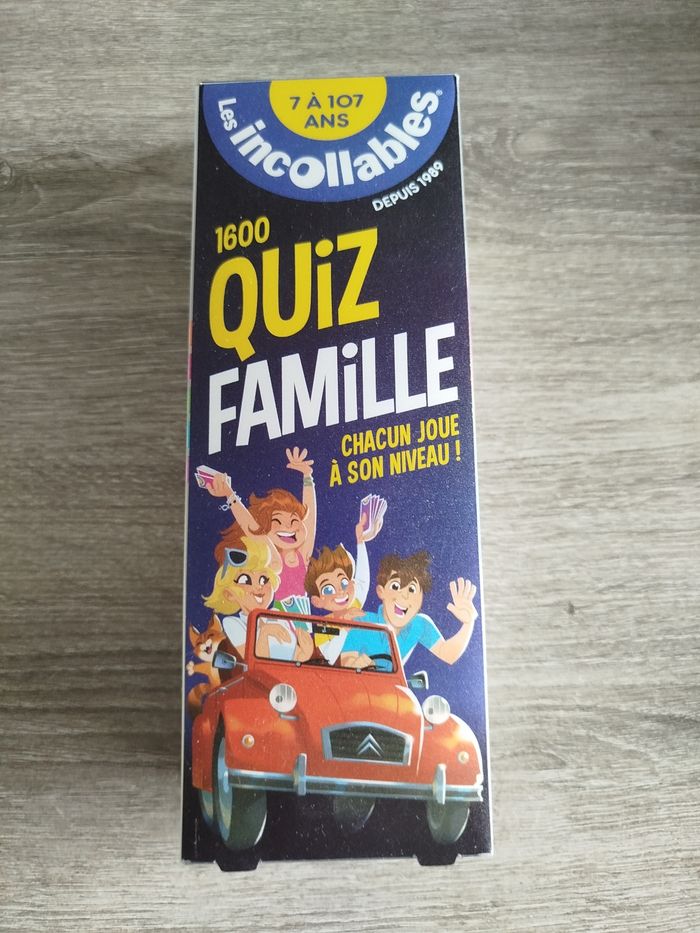 7 À 107
ANS
Les incollables®
DEPUIS 1989
1600
QUiZ
FAMiLLE
CHACUN JOUE
À SON NIVEAU !